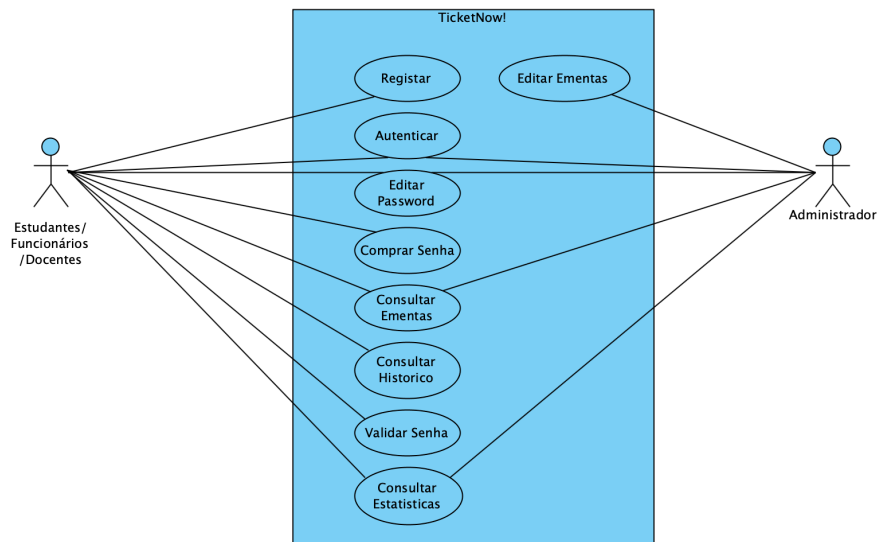 TicketNow!
Registar
Editar Ementas
Autenticar
Editar
Password
Estudantes/
Funcionários
/Docentes
Administrador
Comprar Senha
Consultar
Ementas
Consultar
Historico
Validar Senha
Consultar
Estatisticas